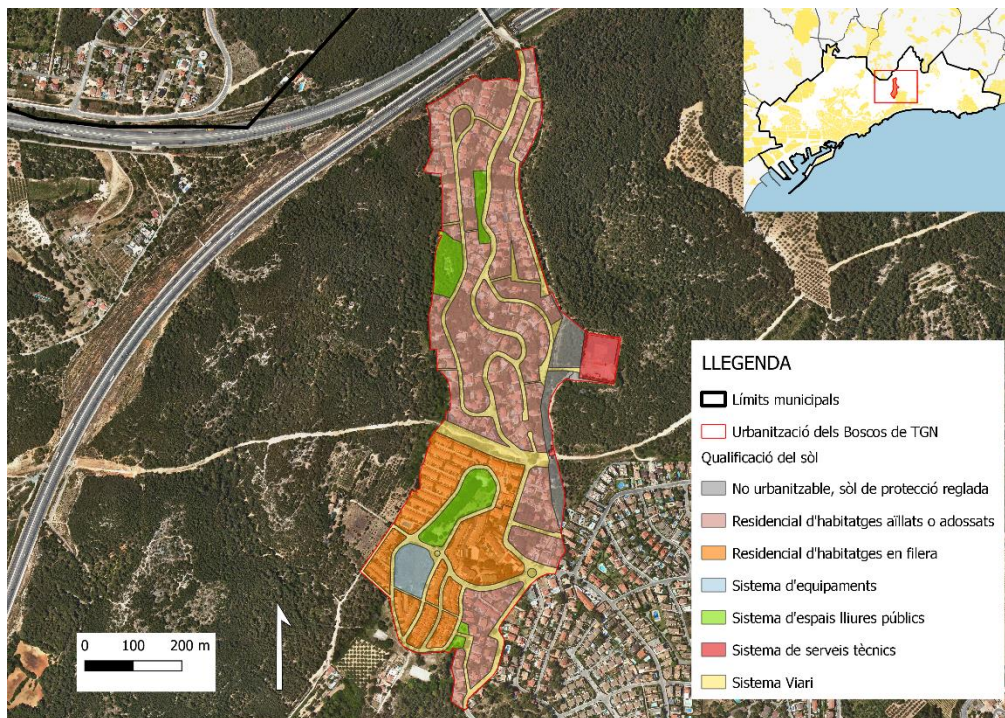 LLEGENDA
Límits municipals
Urbanització dels Boscos de TGN
Qualificació del sòl
No urbanitzable, sòl de protecció reglada
Residencial d'habitatges aïllats o adossats
Residencial d'habitatges en filera
Sistema d'equipaments
Sistema d'espais lliures públics
Sistema de serveis tècnics
Sistema Viari
0 100 200 m